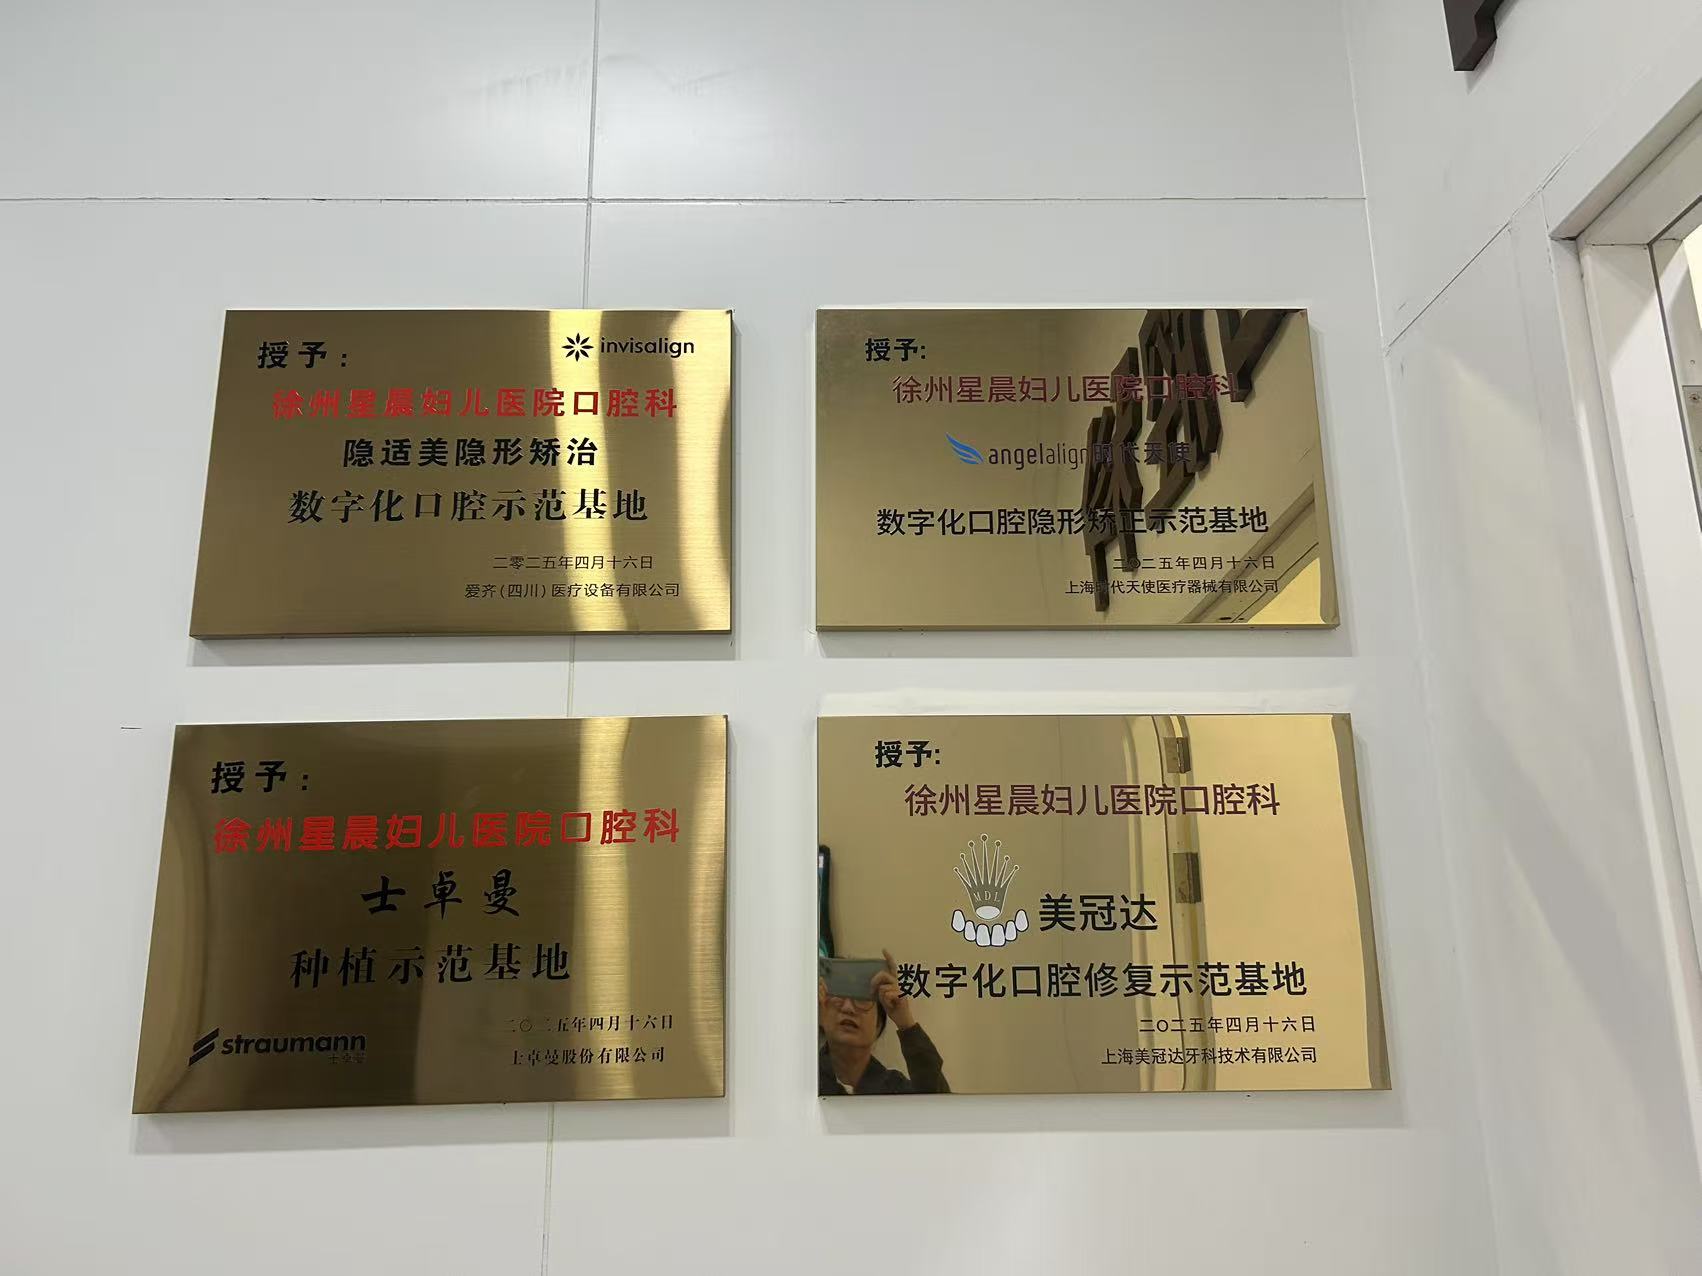 授予:
invisalign
徐州星晨妇儿医院口腔科
隐适美隐形矫治
数字化口腔示范基地
二零二五年四月十六日
爱齐(四川)医疗设备有限公司
授予:
徐州星晨妇儿医院口腔科
angelalign时代天使
数字化口腔隐形矫正示范基地
二〇二五年四月十六日
上海时代天使医疗器械有限公司
授予:
徐州星晨妇儿医院口腔科
士卓曼
种植示范基地
straumann
士卓曼
二〇二五年四月十六日
士卓曼股份有限公司
授予:
徐州星晨妇儿医院口腔科
MDL
美冠达
数字化口腔修复示范基地
二〇二五年四月十六日
上海美冠达牙科技术有限公司